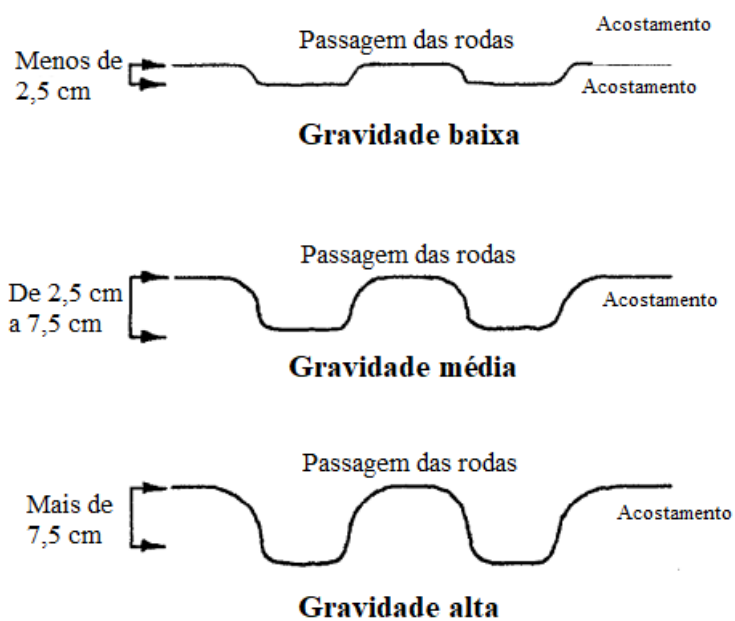 Acostamento
Passagem das rodas
Menos de
2,5 cm
Acostamento
Gravidade baixa
Passagem das rodas
De 2,5 cm
a 7,5 cm
Acostamento
Gravidade média
Passagem das rodas
Mais de
7,5 cm
Acostamento
Gravidade alta